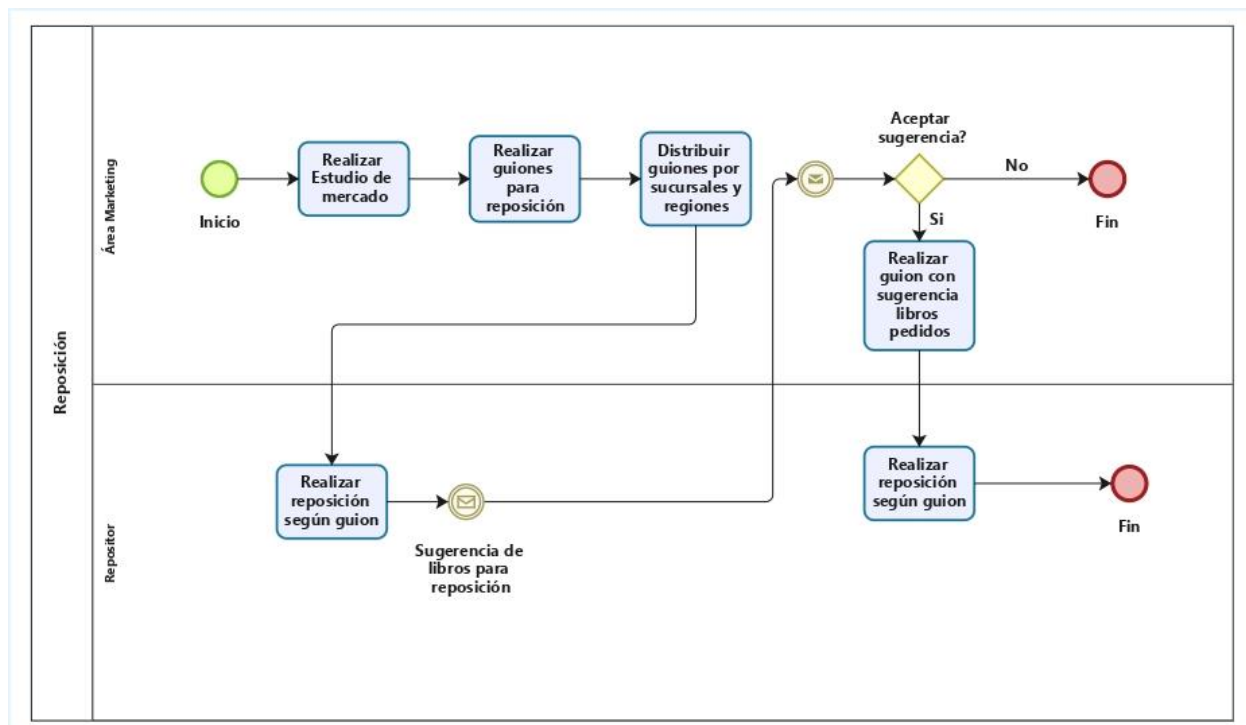 Reposición
Área Marketing
Inicio
Realizar
Estudio de
mercado
Realizar
guiones
para
reposición
Distribuir
guiones por
sucursales y
regiones
Aceptar
sugerencia?
No
Fin
Si
Realizar
guion con
sugerencia
libros
pedidos
Repositor
Realizar
reposición
según guion
Sugerencia de
libros para
reposición
Realizar
reposición
según guion
Fin